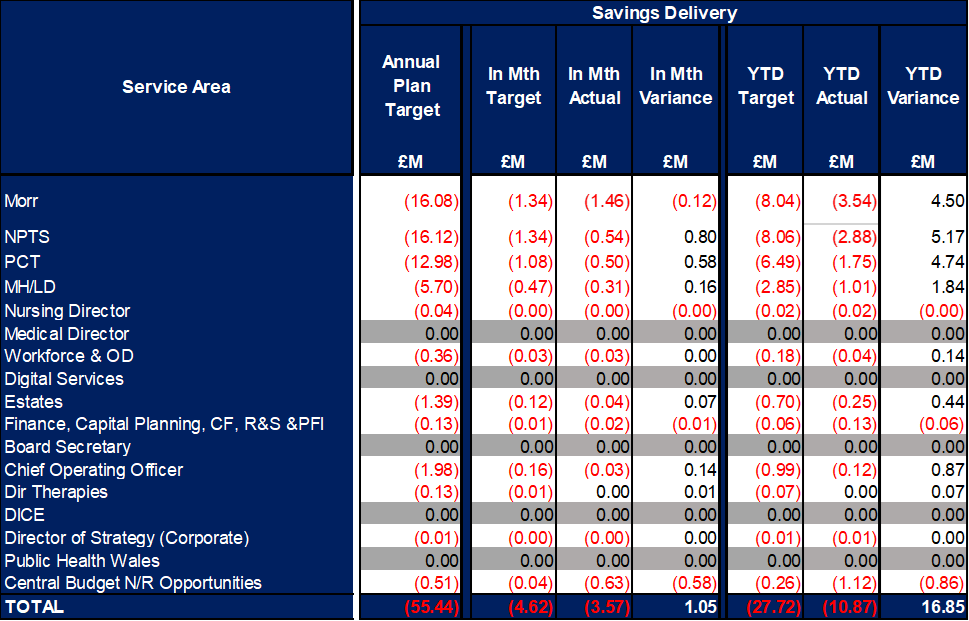 Savings Delivery
Service Area Annual Plan Target In Mth Target In Mth Actual In Mth Variance YTD Target YTD Actual YTD Variance
£M £M £M £M £M £M £M
Morr (16.08) (1.34) (1.46) (0.12) (8.04) (3.54) 4.50
NPTS (16.12) (1.34) (0.54) 0.80 (8.06) (2.88) 5.17
PCT (12.98) (1.08) (0.50) 0.58 (6.49) (1.75) 4.74
MH/LD (5.70) (0.47) (0.31) 0.16 (2.85) (1.01) 1.84
Nursing Director (0.04) (0.00) (0.00) (0.00) (0.02) (0.02) (0.00)
Medical Director 0.00 0.00 0.00 0.00 0.00 0.00 0.00
Workforce & OD (0.36) (0.03) (0.03) 0.00 (0.18) (0.04) 0.14
Digital Services 0.00 0.00 0.00 0.00 0.00 0.00 0.00
Estates (1.39) (0.12) (0.04) 0.07 (0.70) (0.25) 0.44
Finance, Capital Planning, CF, R&S &PFI (0.13) (0.01) (0.02) (0.01) (0.06) (0.13) (0.06)
Board Secretary 0.00 0.00 0.00 0.00 0.00 0.00 0.00
Chief Operating Officer (1.98) (0.16) (0.03) 0.14 (0.99) (0.12) 0.87
Dir Therapies (0.13) (0.01) 0.00 0.01 (0.07) 0.00 0.07
DICE 0.00 0.00 0.00 0.00 0.00 0.00 0.00
Director of Strategy (Corporate) (0.01) (0.00) (0.00) 0.00 (0.01) (0.01) 0.00
Public Health Wales 0.00 0.00 0.00 0.00 0.00 0.00 0.00
Central Budget N/R Opportunities (0.51) (0.04) (0.63) (0.58) (0.26) (1.12) (0.86)
TOTAL (55.44) (4.62) (3.57) 1.05 (27.72) (10.87) 16.85